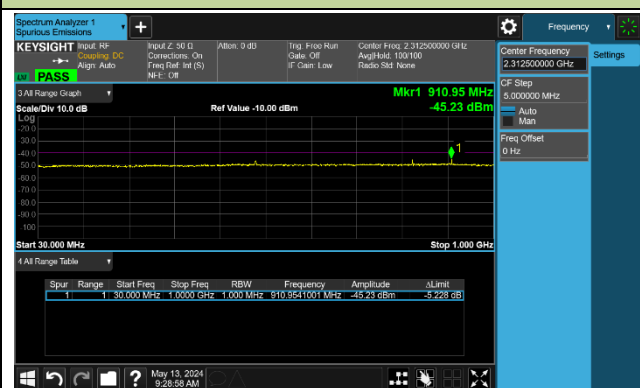 Spectrum Analyzer 1
Spurious Emissions
+
Frequency
KEYSIGHT
Input: RF
Coupling: DC
Align: Auto
Input Z: 50 Ω
Corrections: On
Freq Ref: Int (S)
NFE: Off
Atten: 0 dB
Trig: Free Run
Gate: Off
IF Gain: Low
Center Freq: 2.312500000 GHz
Avg|Hold: 100/100
Radio Std: None
PASS
Center Frequency
2.312500000 GHz
Settings
CF Step
5.000000 MHz
Auto
Man
Freq Offset
0 Hz
3 All Range Graph
Mkr1 910.95 MHz
Scale/Div 10.0 dB
Ref Value -10.00 dBm
-45.23 dBm
Log
-20.0
-30.0
-40.0
-50.0
-60.0
-70.0
-80.0
-90.0
-100
1
Start 30.000 MHz
Stop 1.000 GHz
4 All Range Table
Spur Range Start Freq Stop Freq RBW Frequency Amplitude ΔLimit
1 1 30.000 MHz 1.0000 GHz 1.000 MHz 910.9541001 MHz -45.23 dBm -5.228 dB
?
May 13, 2024
9:28:58 AM